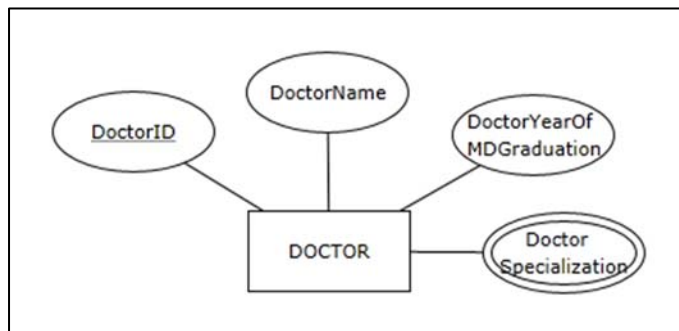 DoctorName
DoctorID
DoctorYearOf
MDGraduation
DOCTOR
Doctor
Specialization